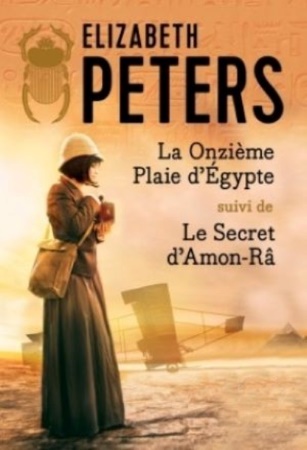 ELIZABETH
PETERS
La Onzième
Plaie d'Égypte
suivi de
Le Secret
d'Amon-Râ